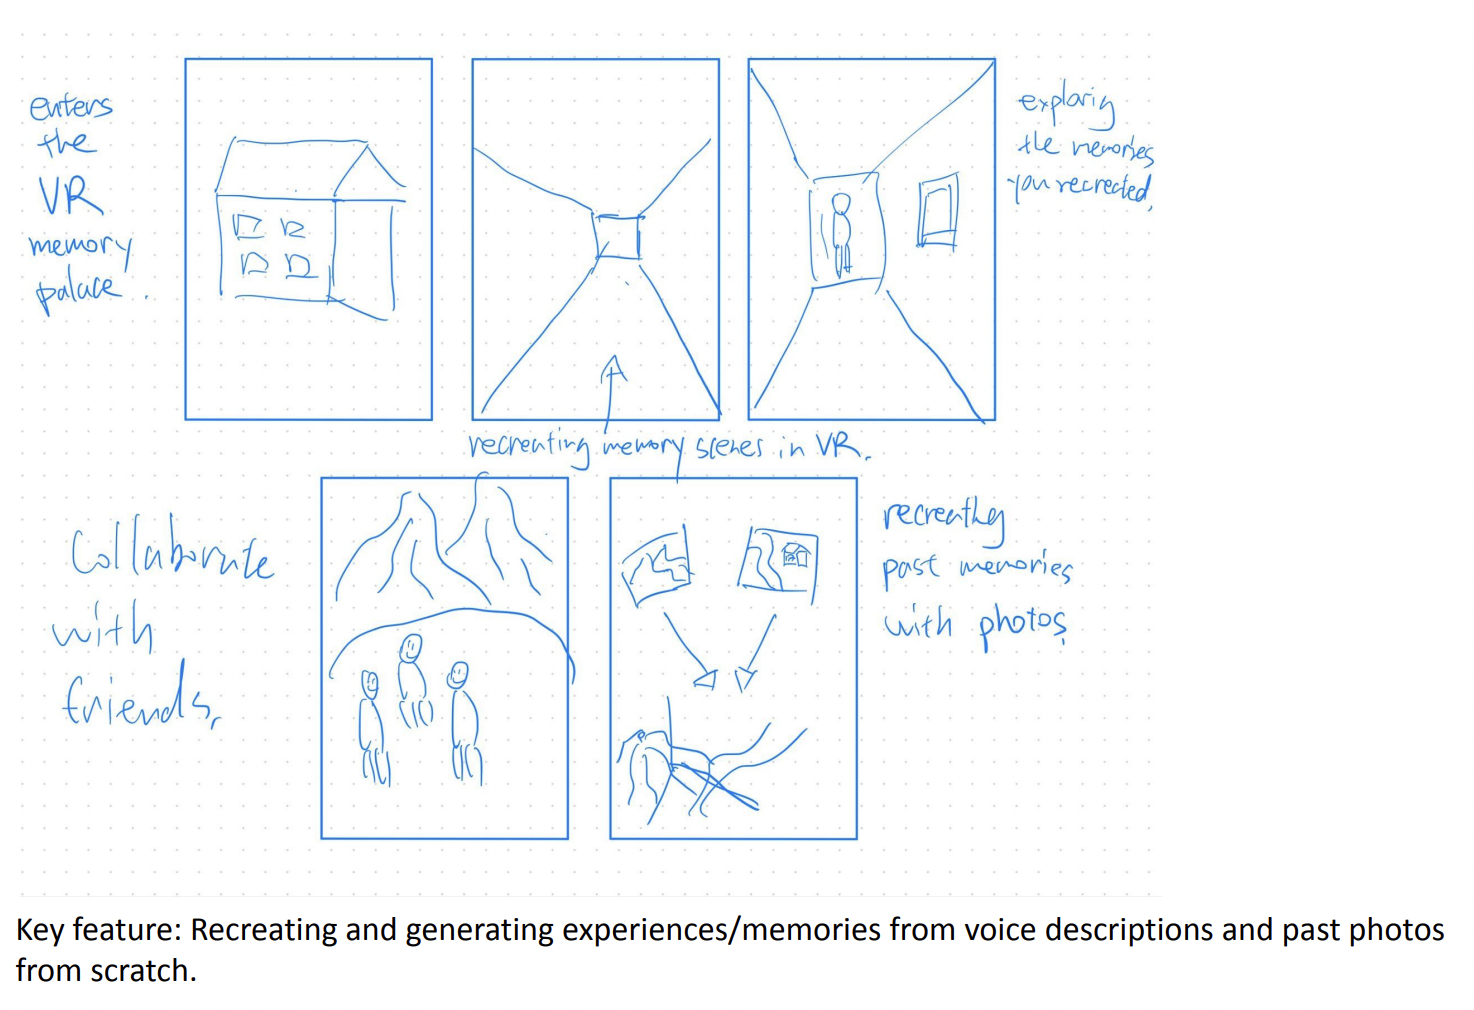 enters
the
VR
memory
palace.
exploring
the memories
you recreated,
recreating memory scenes in VR.
Collaborate
with
friends,
recreating
past memories
with photos,
Key feature: Recreating and generating experiences/memories from voice descriptions and past photos
from scratch.